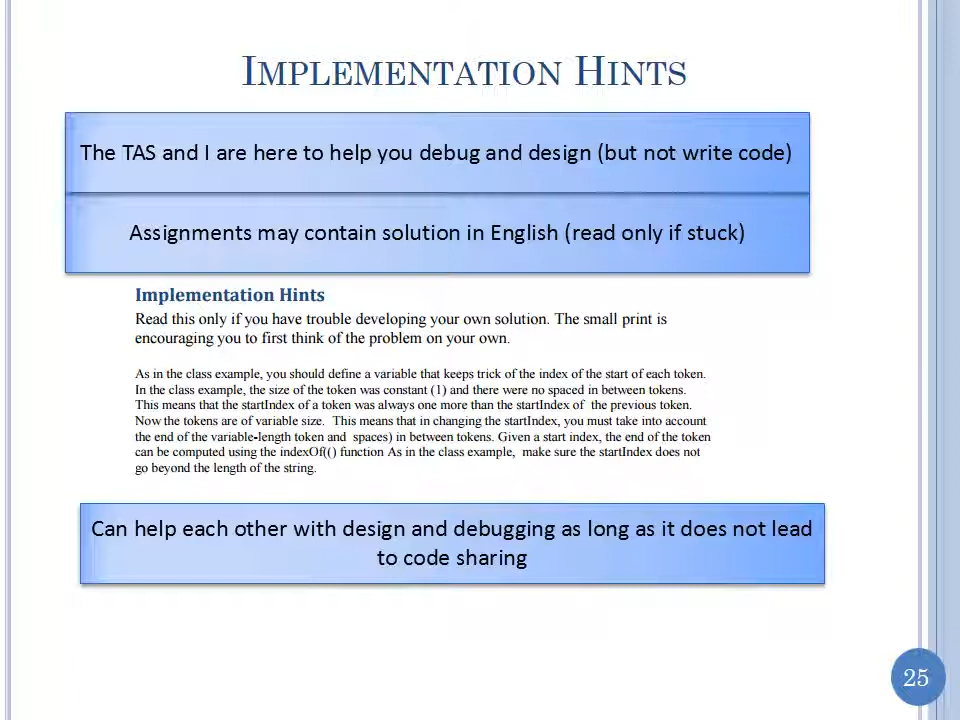 IMPLEMENTATION HINTS
The TAS and I are here to help you debug and design (but not write code)
Assignments may contain solution in English (read only if stuck)
Implementation Hints
Read this only if you have trouble developing your own solution. The small print is
encouraging you to first think of the problem on your own.
As in the class example, you should define a variable that keeps trick of the index of the start of each token.
In the class example, the size of the token was constant (1) and there were no spaced in between tokens.
This means that the startIndex of a token was always one more than the startIndex of  the previous token.
Now the tokens are of variable size.  This means that in changing the startIndex, you must take into account
the end of the variable-length token and  spaces) in between tokens. Given a start index, the end of the token
can be computed using the indexOf(() function As in the class example,  make sure the startIndex does not
go beyond the length of the string.
Can help each other with design and debugging as long as it does not lead
to code sharing
25